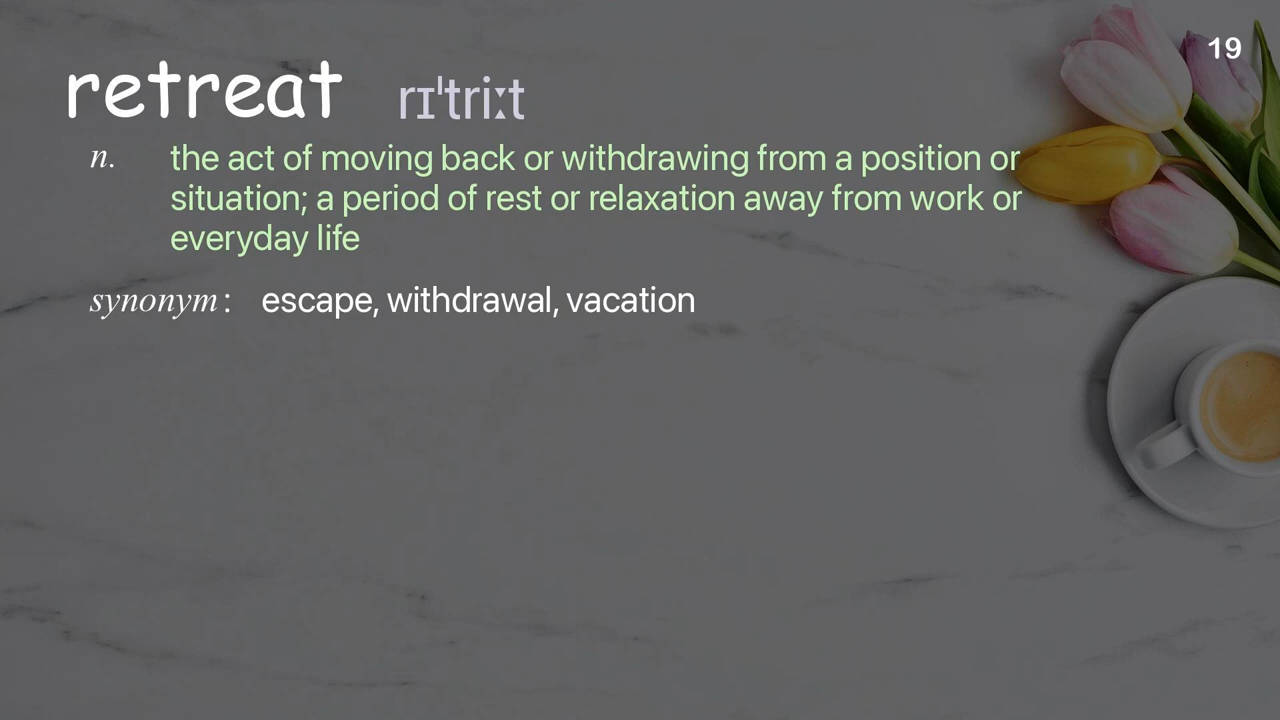 19
retreat rɪˈtriːt
n. the act of moving back or withdrawing from a position or
situation; a period of rest or relaxation away from work or
everyday life
synonym: escape, withdrawal, vacation